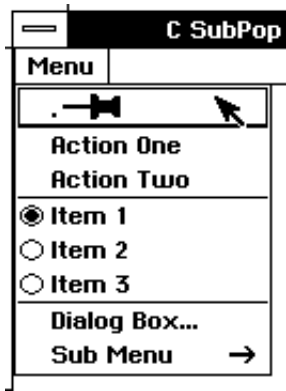 C SubPop
Menu
Action One
Action Two
Item 1
Item 2
Item 3
Dialog Box...
Sub Menu